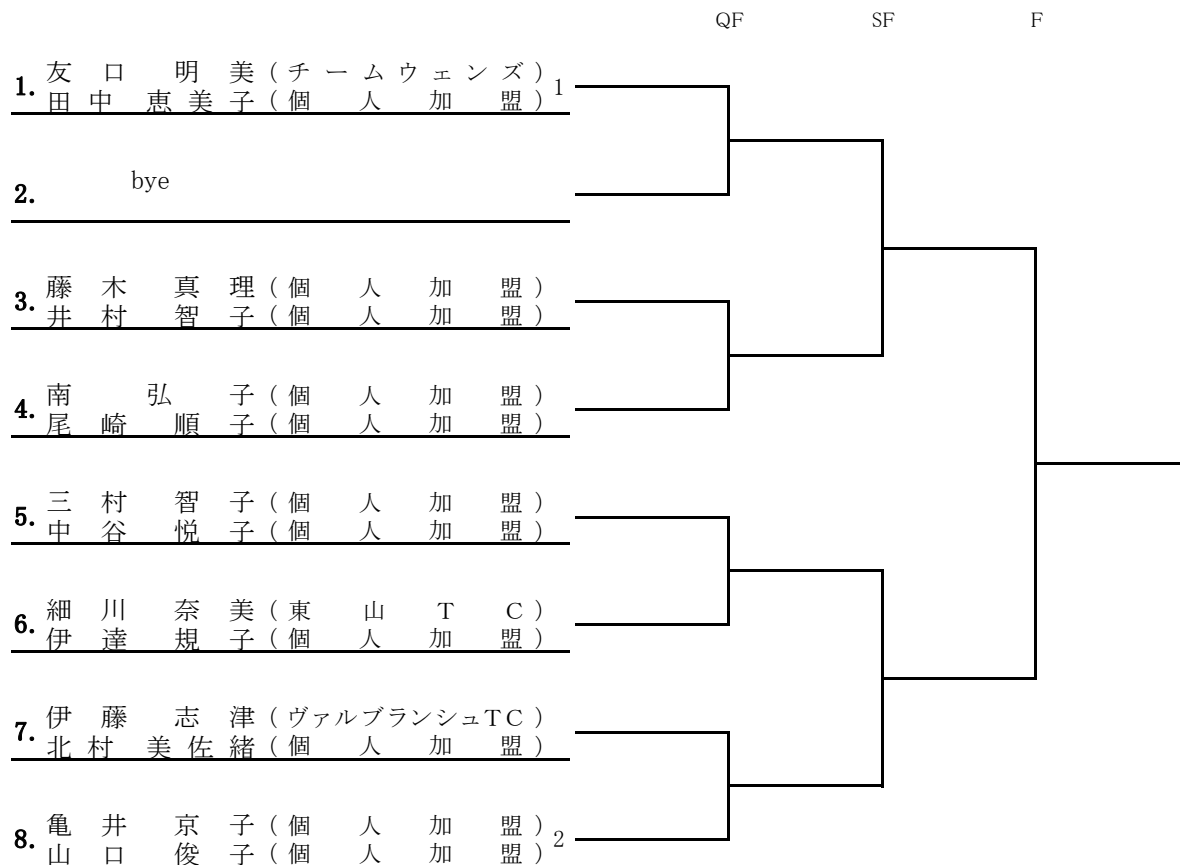 QF SF F
1. 友口 明美(チームウェンズ) 1
田中 恵美子(個人加盟)
2. bye
3. 藤木 真理(個人加盟)
井村 智子(個人加盟)
4. 南 弘子(個人加盟)
尾崎 順子(個人加盟)
5. 三村 智子(個人加盟)
中谷 悦子(個人加盟)
6. 細川 奈美(東山TC)
伊達 規子(個人加盟)
7. 伊藤 志津(ヴァルブランシュTC)
北村 美佐緒(個人加盟)
8. 亀井 京子(個人加盟) 2
山口 俊子(個人加盟)